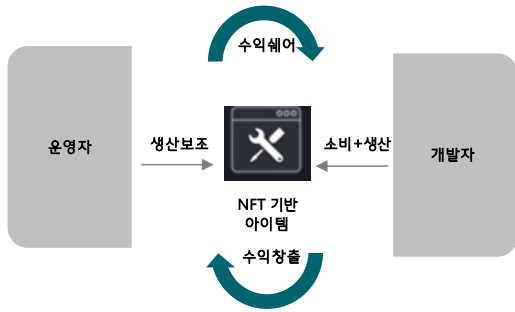 수익쉐어
운영자
생산보조
소비+생산
개발자
NFT 기반
아이템
수익창출